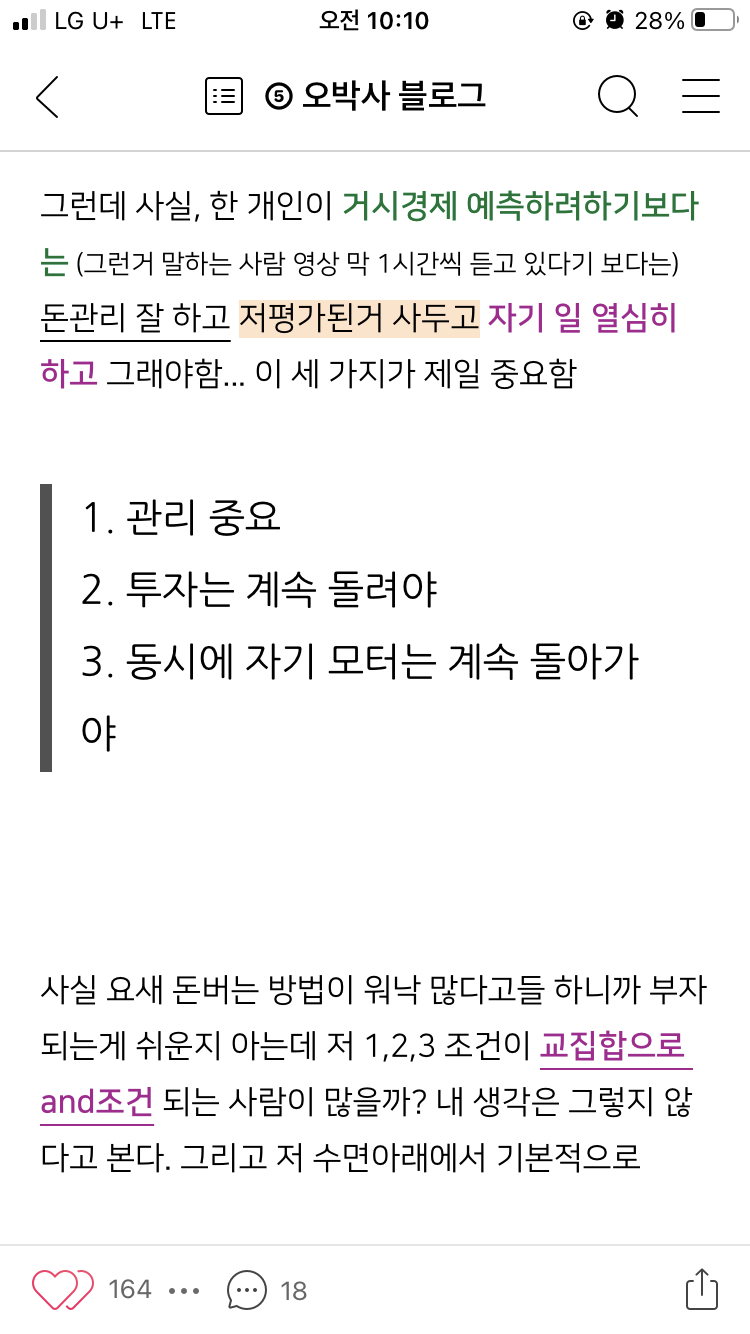 LG U+ LTE 오전 10:10 28%
⑤ 오박사 블로그
그런데 사실, 한 개인이 거시경제 예측하려하기보다
는 (그런거 말하는 사람 영상 막 1시간씩 듣고 있다기 보다는)
돈관리 잘 하고 저평가된거 사두고 자기 일 열심히
하고 그래야함... 이 세 가지가 제일 중요함
1. 관리 중요
2. 투자는 계속 돌려야
3. 동시에 자기 모터는 계속 돌아가
야
사실 요새 돈버는 방법이 워낙 많다고들 하니까 부자
되는게 쉬운지 아는데 저 1,2,3 조건이 교집합으로
and조건 되는 사람이 많을까? 내 생각은 그렇지 않
다고 본다. 그리고 저 수면아래에서 기본적으로
164 ··· 18